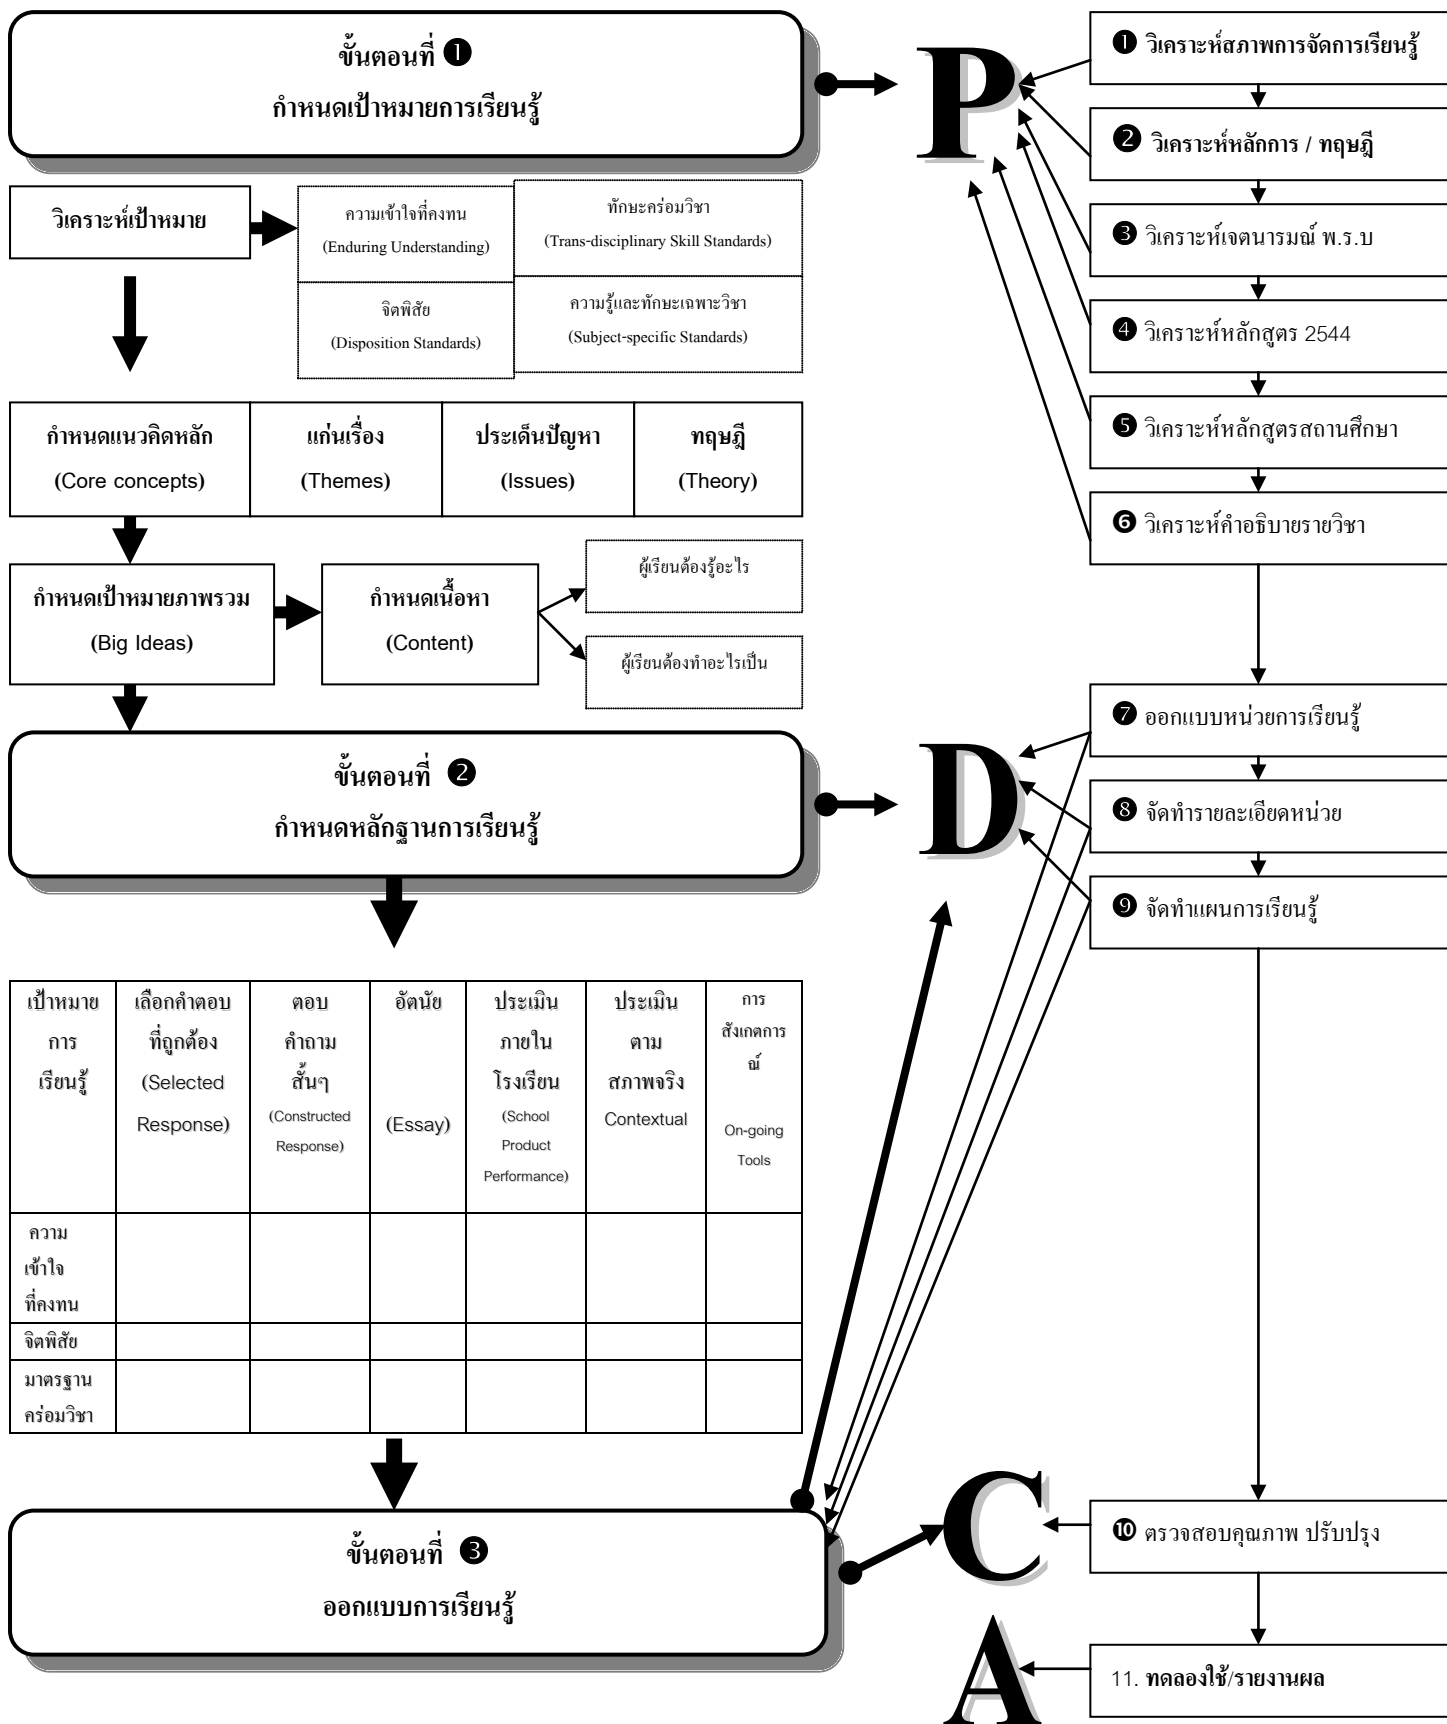 ขั้นตอนที่ ❶
กำหนดเป้าหมายการเรียนรู้
P
❶ วิเคราะห์สภาพการจัดการเรียนรู้
❷ วิเคราะห์หลักการ / ทฤษฎี
❸ วิเคราะห์เจตนารมณ์ พ.ร.บ
❹ วิเคราะห์หลักสูตร 2544
❺ วิเคราะห์หลักสูตรสถานศึกษา
❻ วิเคราะห์คำอธิบายรายวิชา
วิเคราะห์เป้าหมาย
ความเข้าใจที่คงทน
(Enduring Understanding)
ทักษะคร่อมวิชา
(Trans-disciplinary Skill Standards)
จิตพิสัย
(Disposition Standards)
ความรู้และทักษะเฉพาะวิชา
(Subject-specific Standards)
กำหนดแนวคิดหลัก
(Core concepts)
แก่นเรื่อง
(Themes)
ประเด็นปัญหา
(Issues)
ทฤษฎี
(Theory)
กำหนดเป้าหมายภาพรวม
(Big Ideas)
กำหนดเนื้อหา
(Content)
ผู้เรียนต้องรู้อะไร
ผู้เรียนต้องทำอะไรเป็น
ขั้นตอนที่ ❷
กำหนดหลักฐานการเรียนรู้
D
❼ ออกแบบหน่วยการเรียนรู้
❽ จัดทำรายละเอียดหน่วย
❾ จัดทำแผนการเรียนรู้
เป้าหมาย
การ
เรียนรู้
เลือกคำตอบ
ที่ถูกต้อง
(Selected
Response)
ตอบ
คำถาม
สั้นๆ
(Constructed
Response)
อัตนัย
(Essay)
ประเมิน
ภายใน
โรงเรียน
(School
Product
Performance)
ประเมิน
ตาม
สภาพจริง
Contextual
การ
สังเกตการ
ณ์
On-going
Tools
ความ
เข้าใจ
ที่คงทน
จิตพิสัย
มาตรฐาน
คร่อมวิชา
ขั้นตอนที่ ❸
ออกแบบการเรียนรู้
C
❿ ตรวจสอบคุณภาพ ปรับปรุง
A
11. ทดลองใช้/รายงานผล